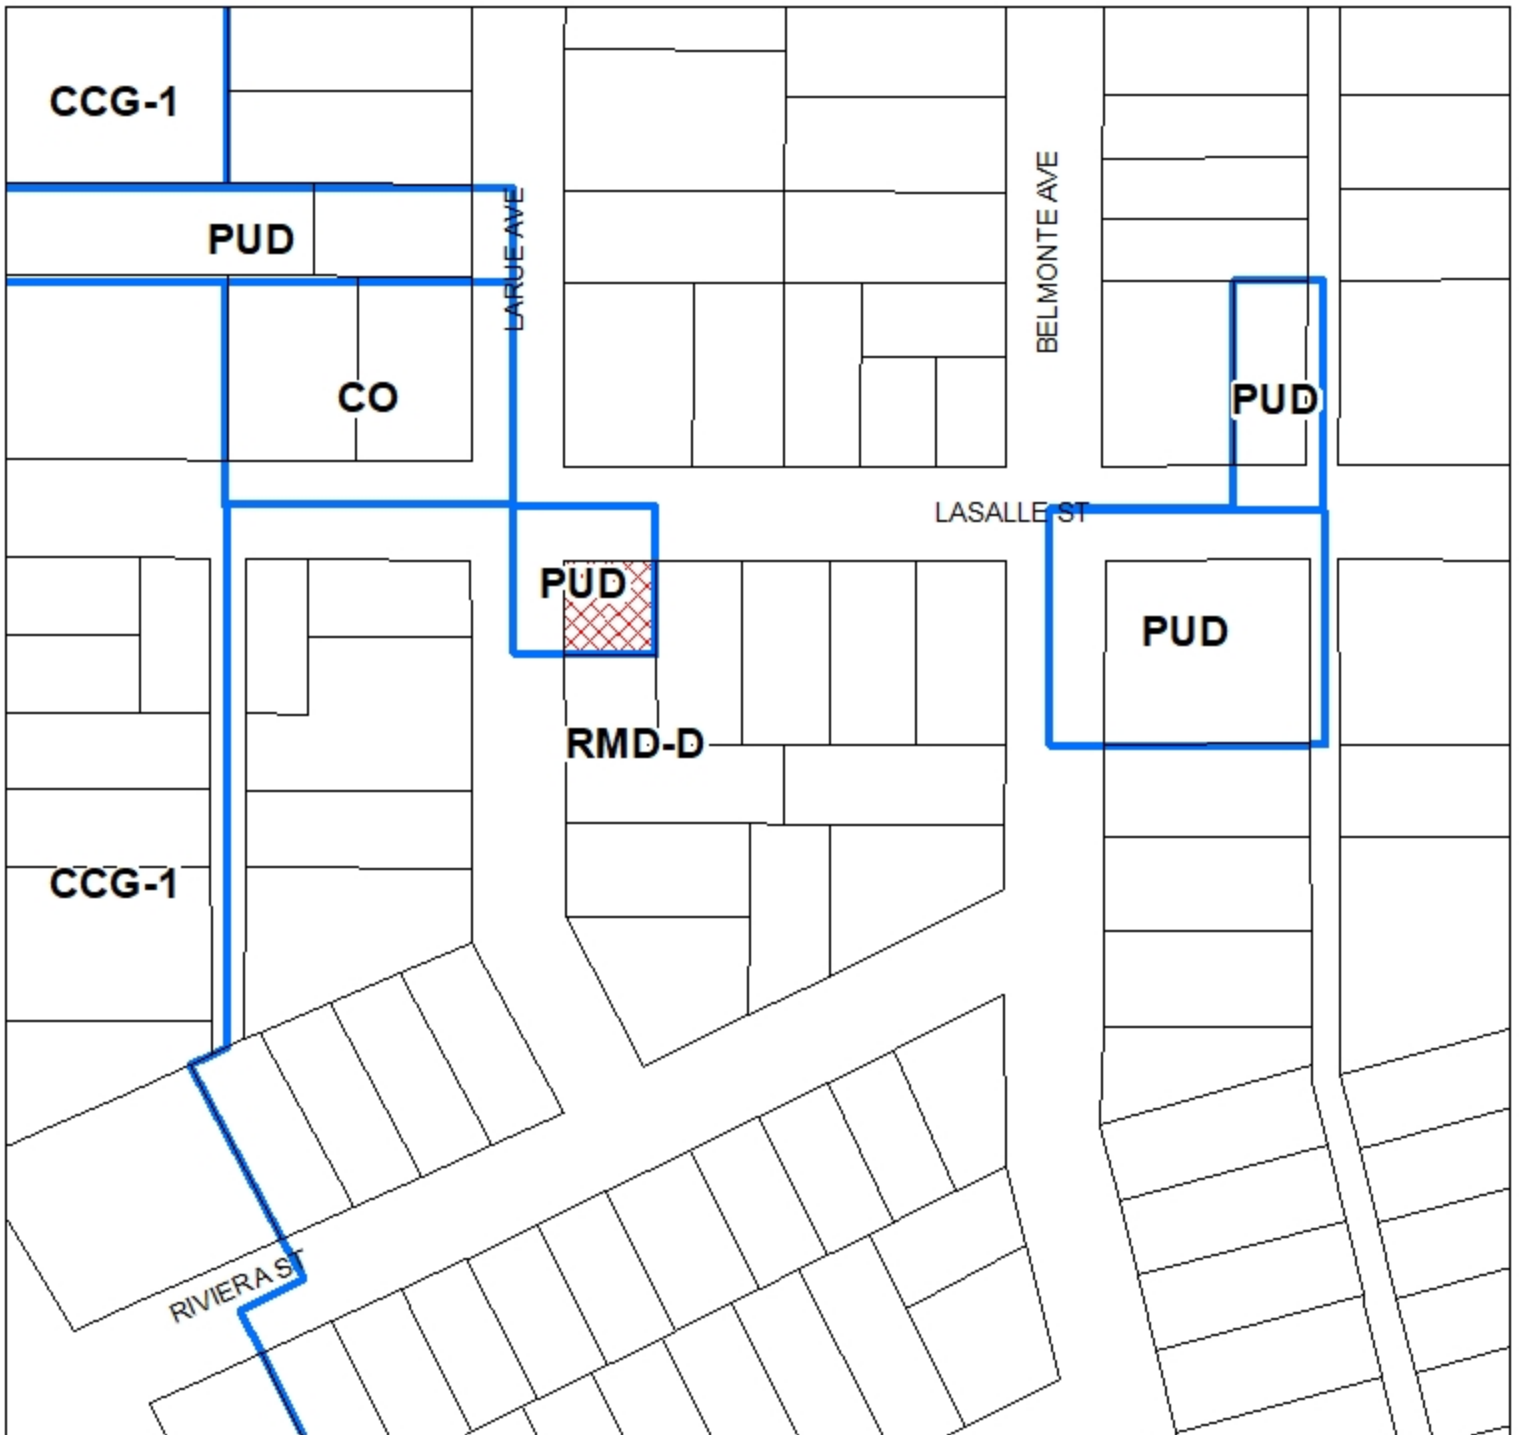 CCG-1
PUD
LARUE AVE
BELMONTE AVE
CO
PUD
LASALLE ST
PUD
PUD
RMD-D
CCG-1
RIVIERA ST